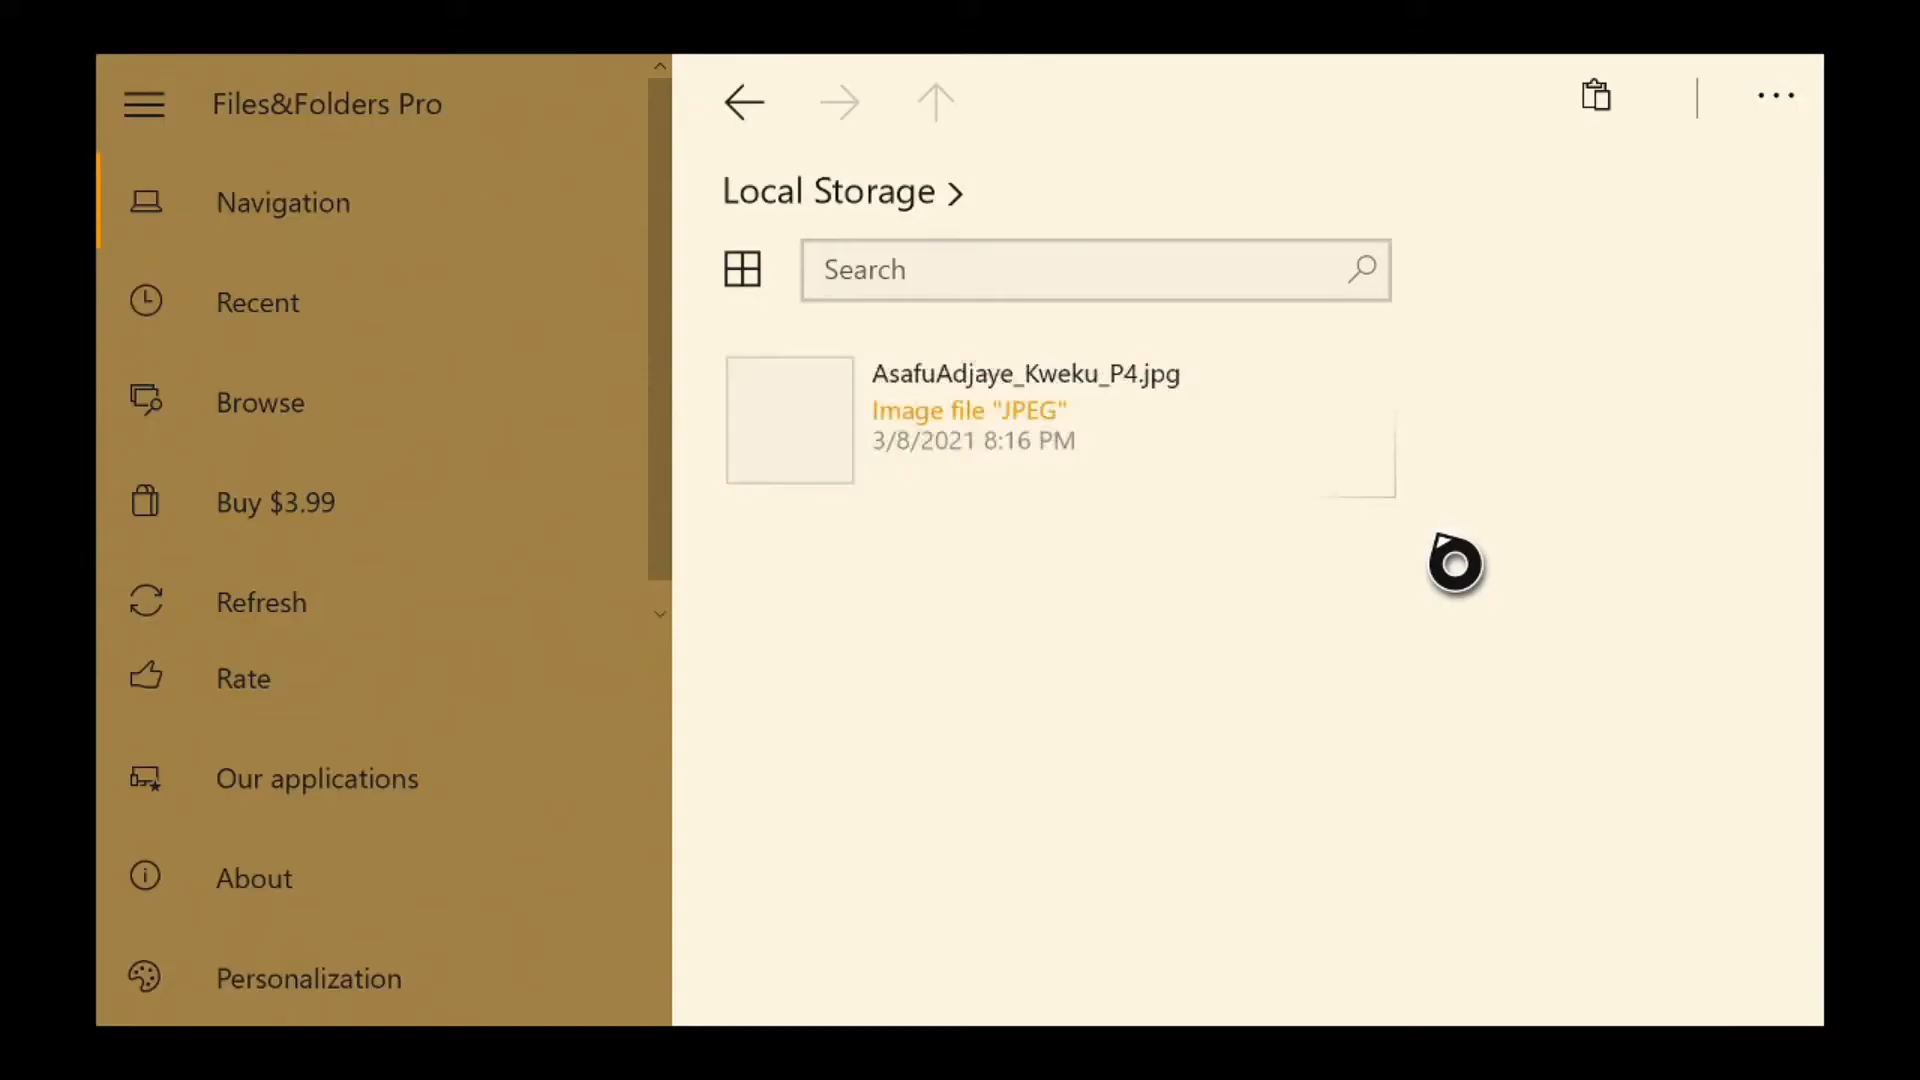 Files&Folders Pro
Navigation
Recent
Browse
Buy $3.99
Refresh
Rate
Our applications
About
Personalization
Local Storage
Search
AsafuAdjaye_Kweku_P4.jpg
Image file "JPEG"
3/8/2021 8:16 PM